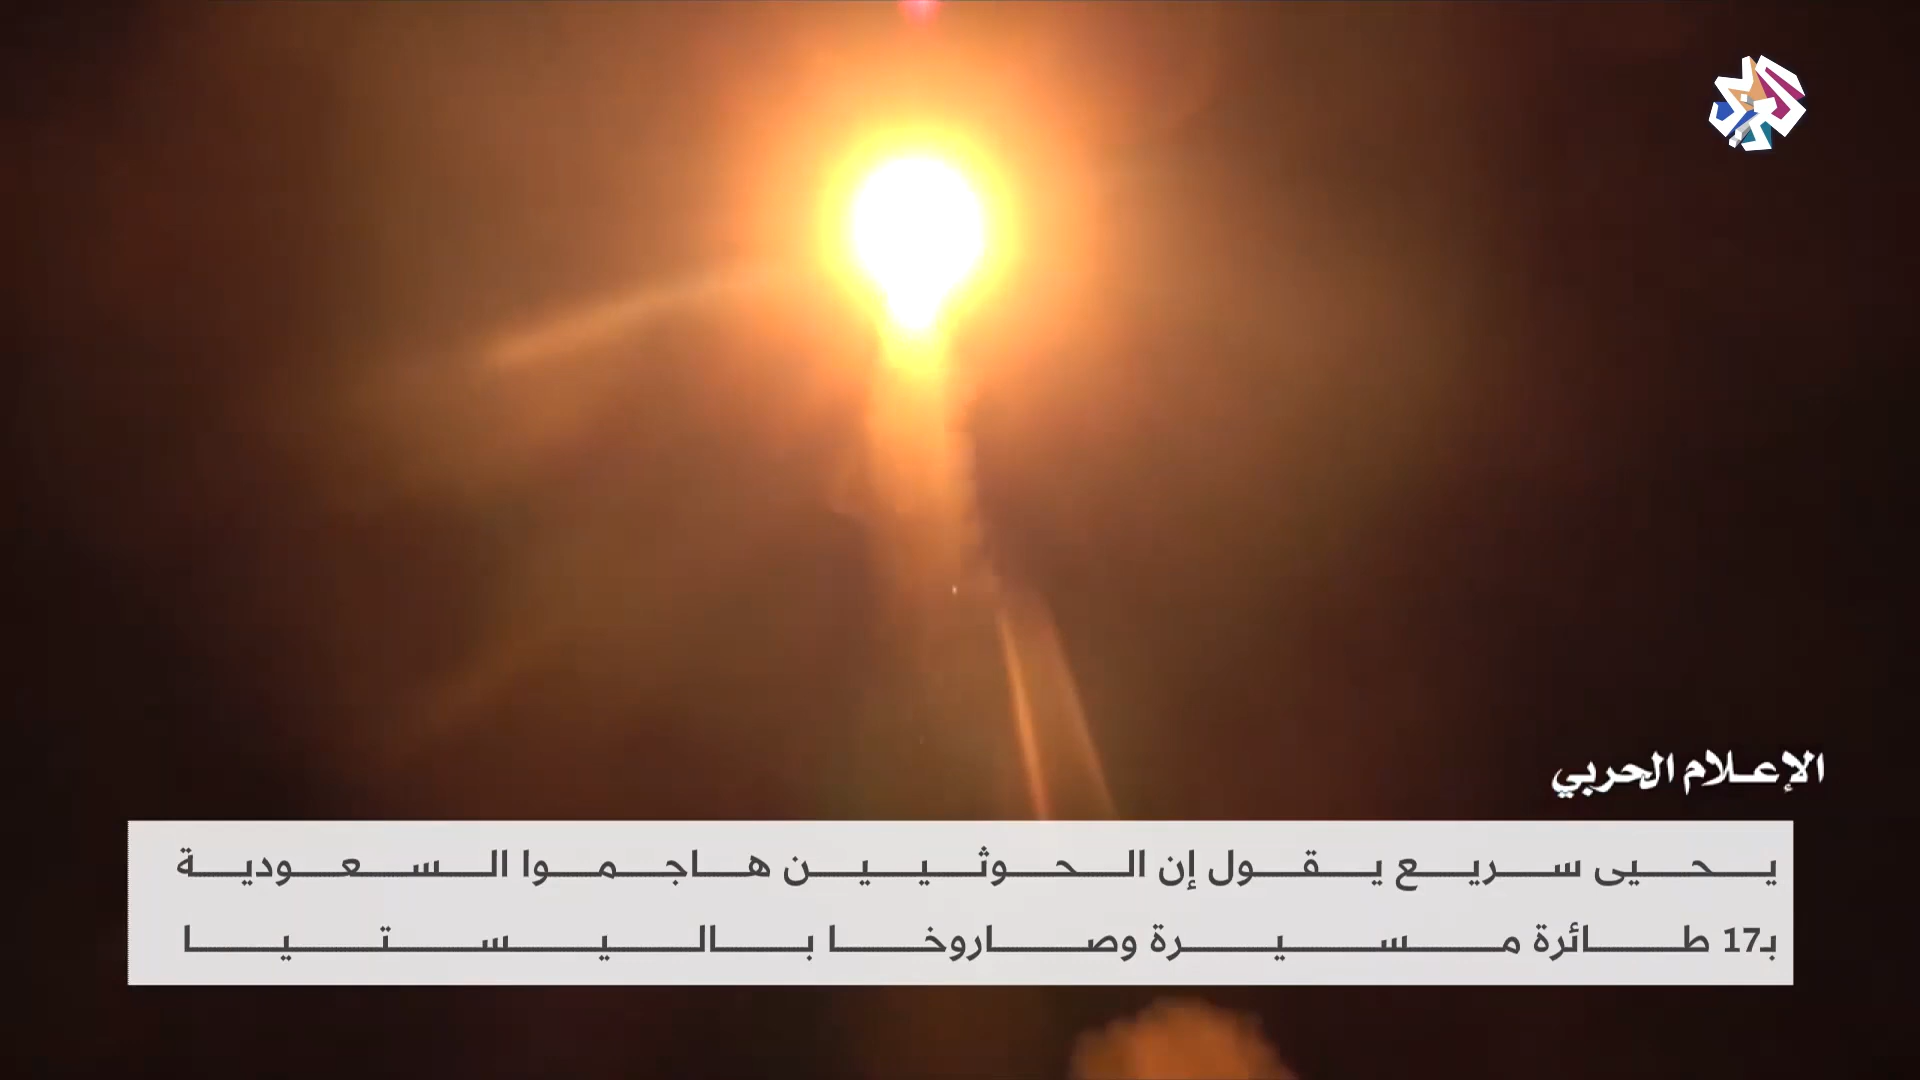 الإعلام الحربي
يحيى سريع يقول إن الحوثيين هاجموا السعودية
بـ17 طائرة مسيرة وصاروخا باليستيا